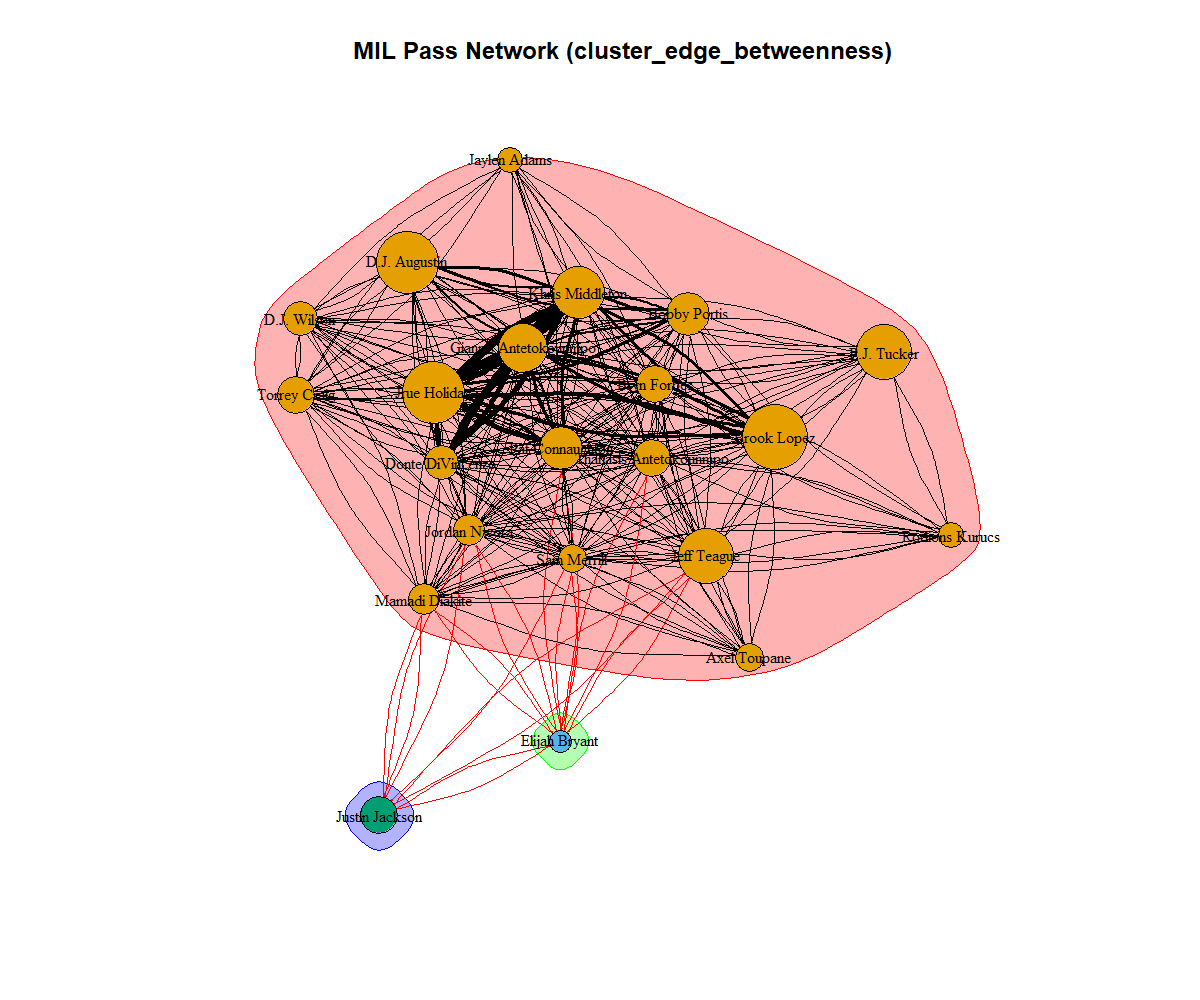 MIL Pass Network (cluster_edge_betweenness)
Jaylen Adams
D.J. Augustin
Khris Middleton
D.J. Wilson
Bobby Portis
Giannis Antetokounmpo
P.J. Tucker
Torrey Craig
Jrue Holiday
Bryn Forbes
Brook Lopez
Pat Connaughton
Thanasis Antetokounmpo
Donte DiVincenzo
Jordan Nwora
Sam Merrill
Jeff Teague
Rodions Kurucs
Mamadi Diakite
Axel Toupane
Elijah Bryant
Justin Jackson